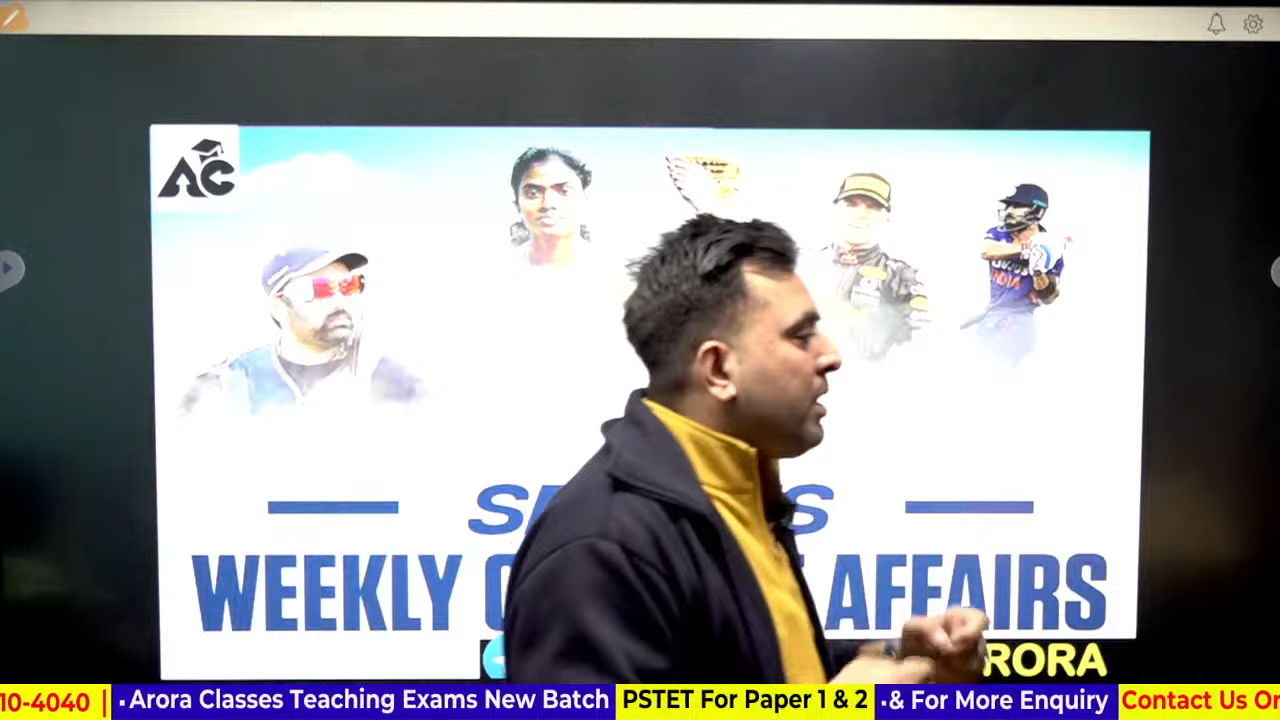 AC
INDIA
WEEKLY AFFAIRS
RORA
10-4040 | • Arora Classes Teaching Exams New Batch PSTET For Paper 1 & 2 •& For More Enquiry Contact Us On